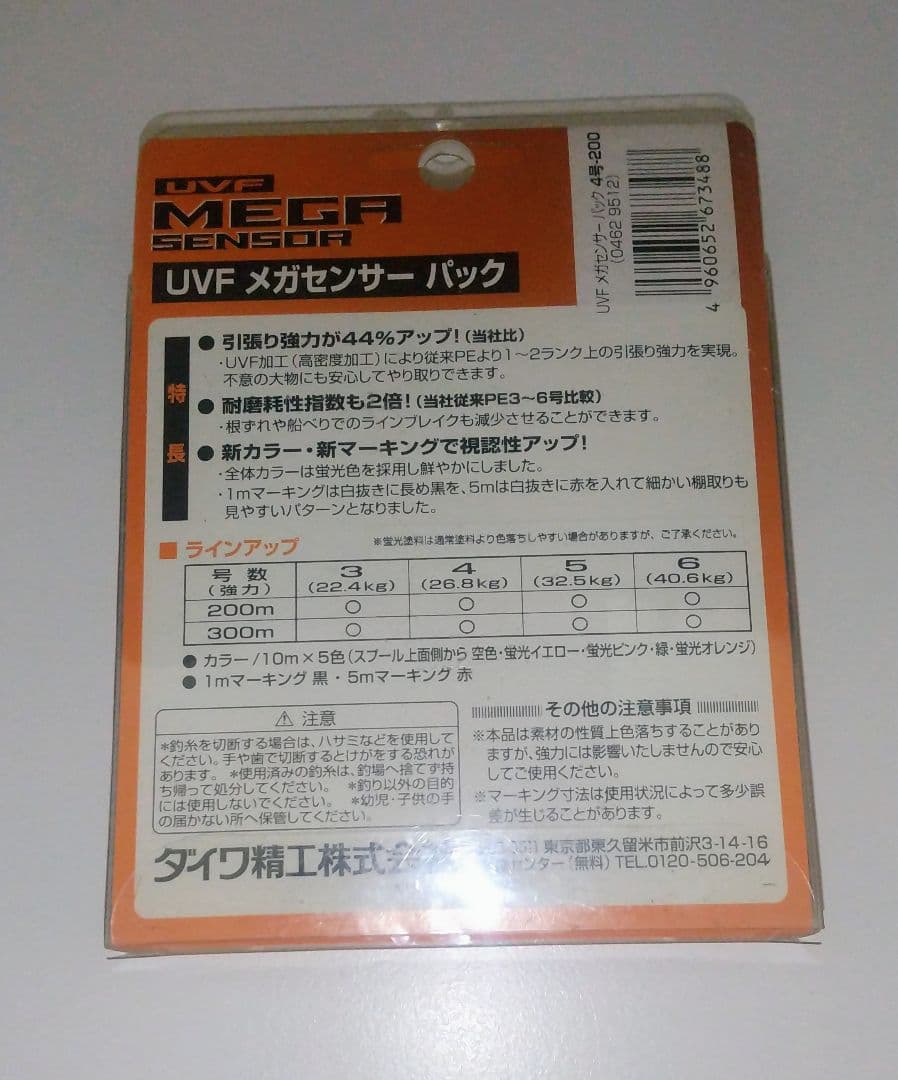 UVF
MEGA
SENSOR
UVF メガセンサー パック
UVF メガセンサー パック 4号-200
(0462 9512)
4 960652 673488
特長
● 引張り強力が44%アップ!(当社比)
・UVF加工(高密度加工)により従来PEより1〜2ランク上の引張り強力を実現。
不意の大物にも安心してやり取りできます。
● 耐磨耗性指数も2倍!(当社従来PE3〜6号比較)
・根ずれや船べりでのラインブレイクも減少させることができます。
● 新カラー・新マーキングで視認性アップ!
・全体カラーは蛍光色を採用し鮮やかにしました。
・1mマーキングは白抜きに長め黒を、5mは白抜きに赤を入れて細かい棚取りも
見やすいパターンとなりました。
※蛍光塗料は通常塗料より色落ちしやすい場合がありますが、ご了承ください。
■ ラインアップ
号数(強力) 3(22.4kg) 4(26.8kg) 5(32.5kg) 6(40.6kg)
200m ○ ○ ○ ○
300m ○ ○ ○ ○
● カラー/10m×5色(スプール上面側から 空色・蛍光イエロー・蛍光ピンク・緑・蛍光オレンジ)
● 1mマーキング 黒・5mマーキング 赤
⚠ 注意
*釣糸を切断する場合は、ハサミなどを使用して
ください。手や歯で切断するとけがをする恐れが
あります。 *使用済みの釣糸は、釣場へ捨てず持
ち帰って処分してください。 *釣り以外の目的
には使用しないでください。 *幼児・子供の手
の届かない所へ保管してください。
その他の注意事項
※本品は素材の性質上色落ちすることがあり
ますが、強力には影響いたしませんので安心
してご使用ください。
※マーキング寸法は使用状況によって多少誤
差が生じることがあります。
ダイワ精工株式
東京都東久留米市前沢3-14-16
センター(無料) TEL.0120-506-204